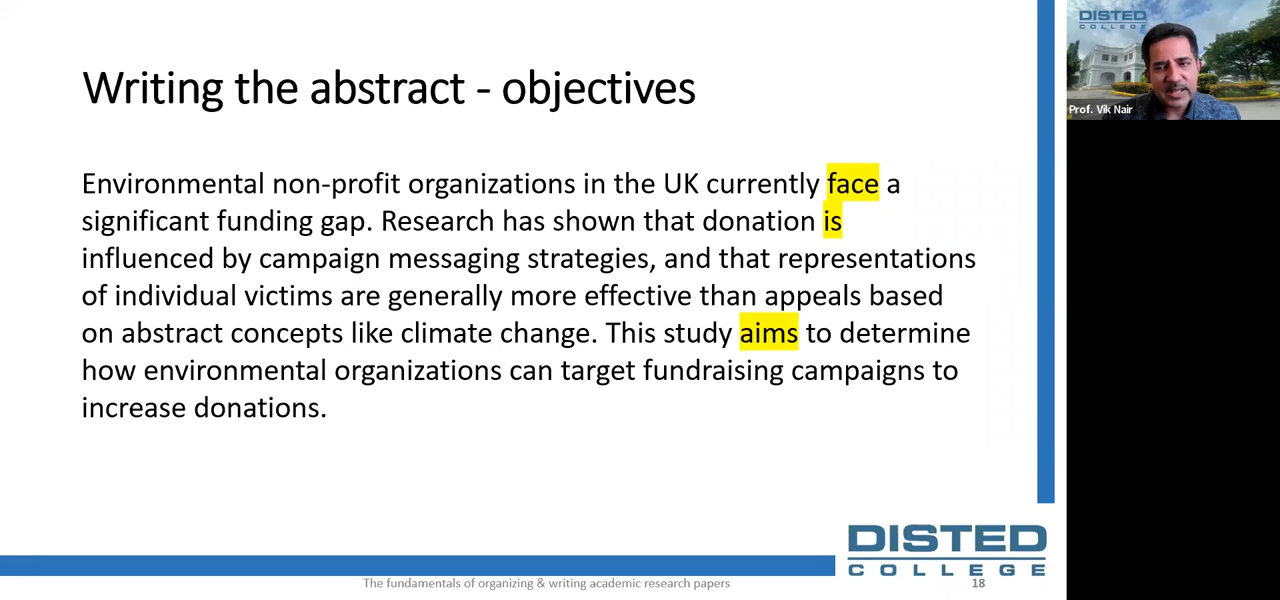 Writing the abstract - objectives
Environmental non-profit organizations in the UK currently face a
significant funding gap. Research has shown that donation is
influenced by campaign messaging strategies, and that representations
of individual victims are generally more effective than appeals based
on abstract concepts like climate change. This study aims to determine
how environmental organizations can target fundraising campaigns to
increase donations.
DISTED
COLLEGE
The fundamentals of organizing & writing academic research papers
18
DISTED
COLLEGE
Prof. Vik Nair